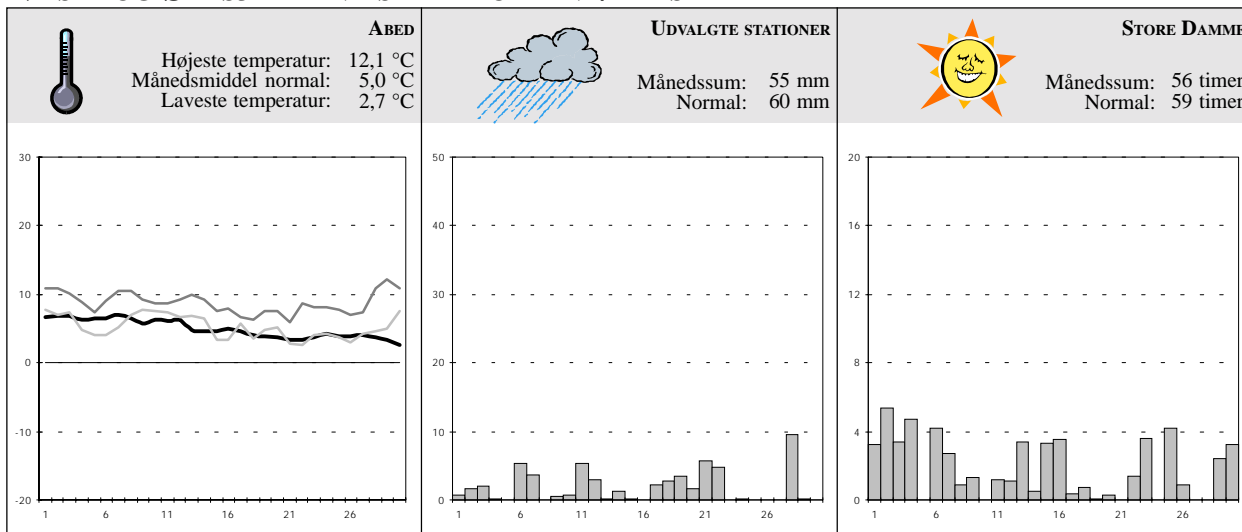 ABED
Højeste temperatur: 12,1 °C
Månedsmiddel normal: 5,0 °C
Laveste temperatur: 2,7 °C
UDVALGTE STATIONER
Månedssum: 55 mm
Normal: 60 mm
STORE DAMME
Månedssum: 56 timer
Normal: 59 timer
30
20
10
0
-10
-20
1 6 11 16 21 26
50
40
30
20
10
0
1 6 11 16 21 26
20
16
12
8
4
0
1 6 11 16 21 26